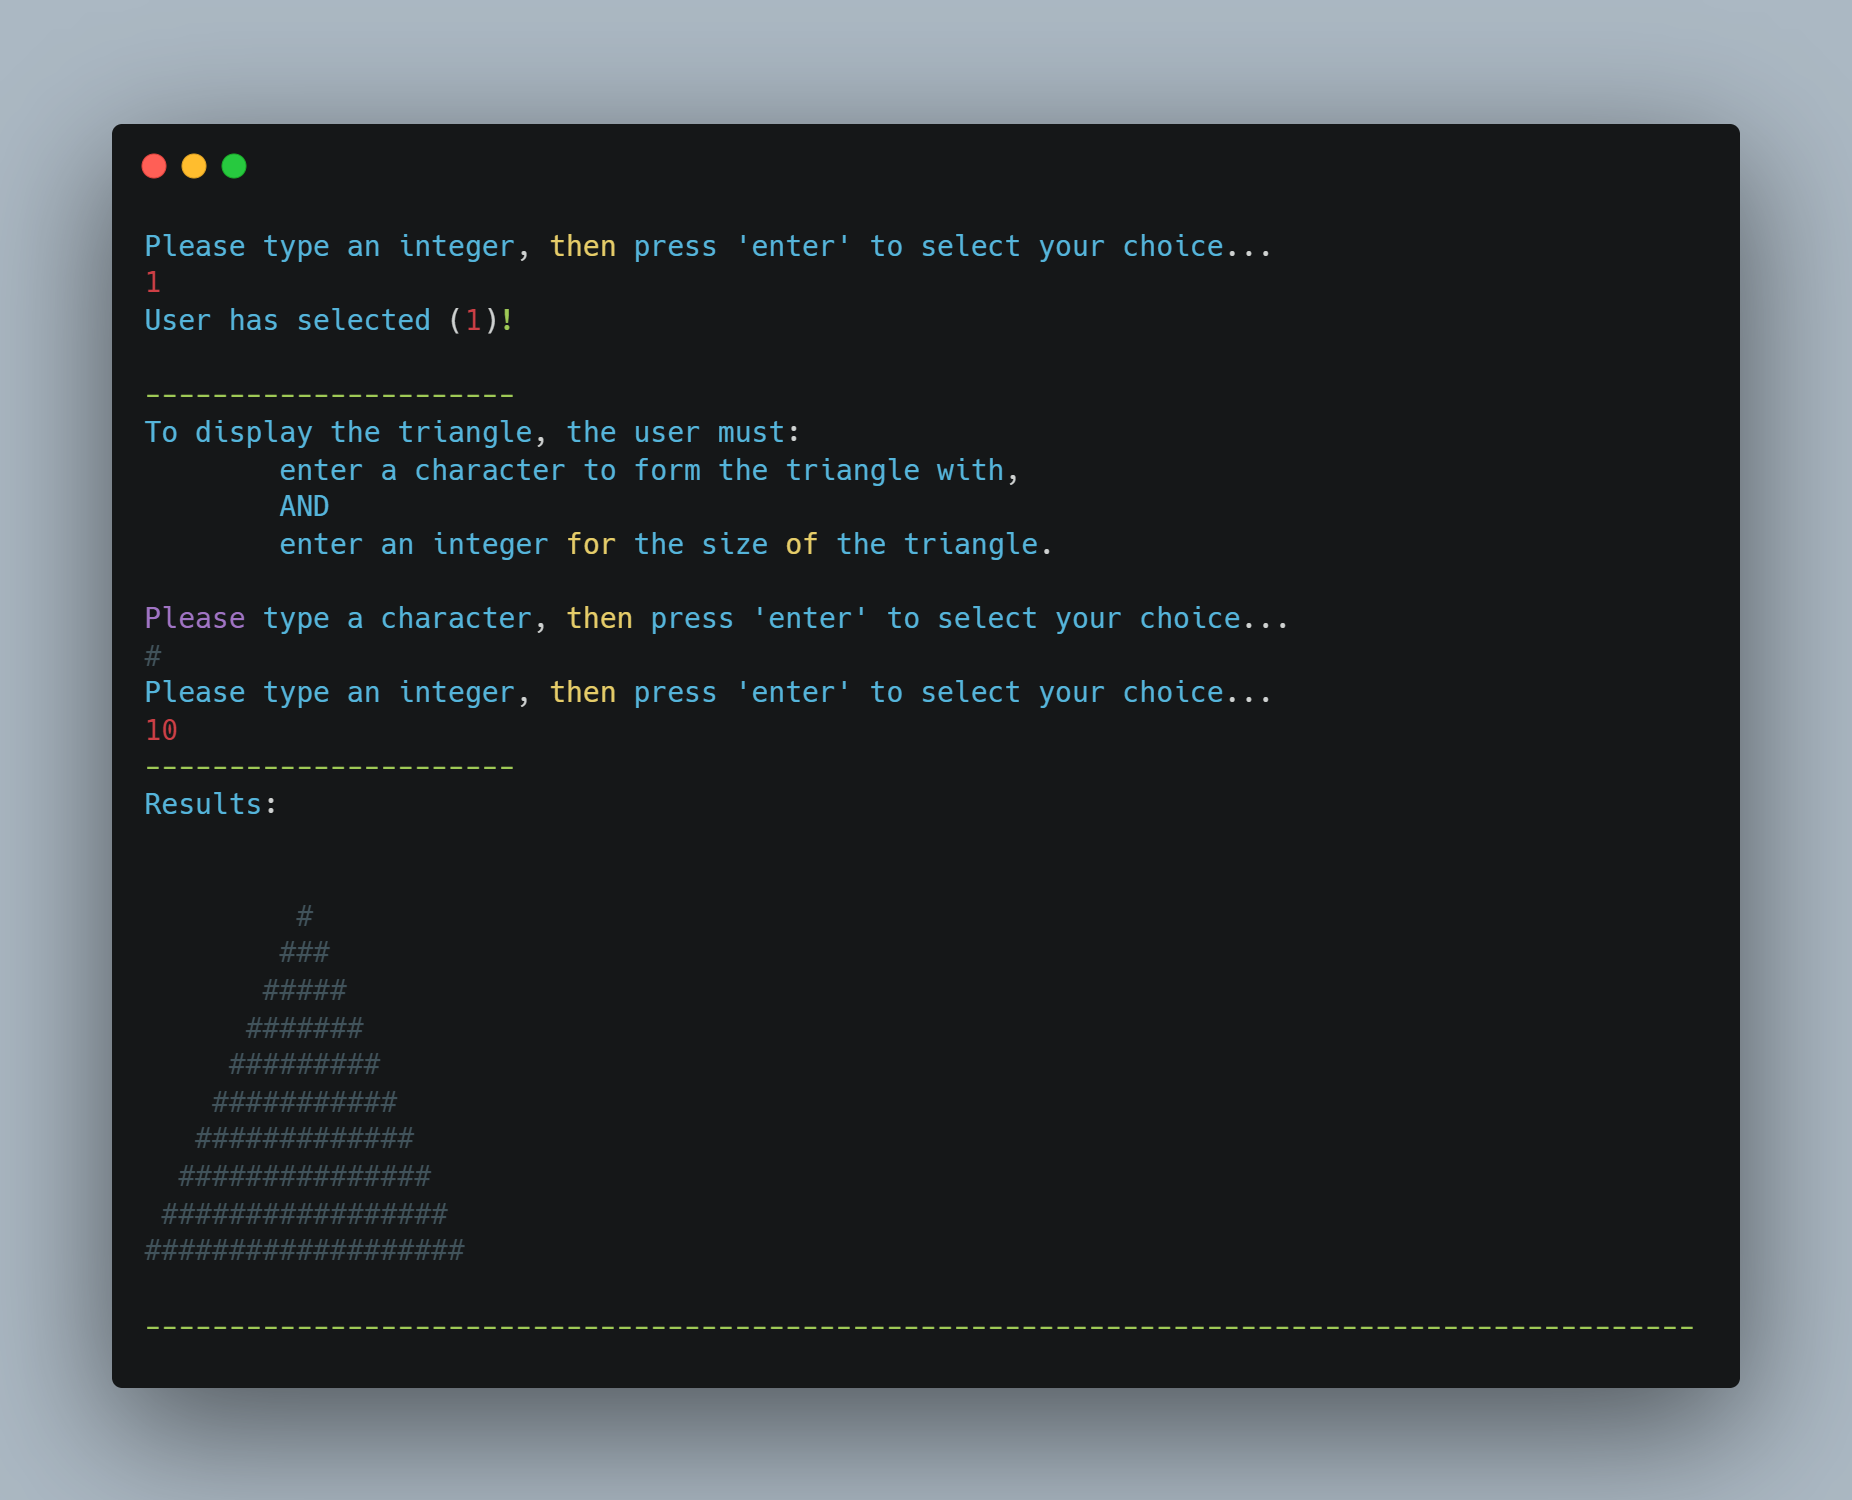 Please type an integer, then press 'enter' to select your choice...
1
User has selected (1)!

----------------------
To display the triangle, the user must:
        enter a character to form the triangle with,
        AND
        enter an integer for the size of the triangle.

Please type a character, then press 'enter' to select your choice...
#
Please type an integer, then press 'enter' to select your choice...
10
----------------------
Results:


         #
        ###
       #####
      #######
     #########
    ###########
   #############
  ###############
 #################
###################

--------------------------------------------------------------------------------------------